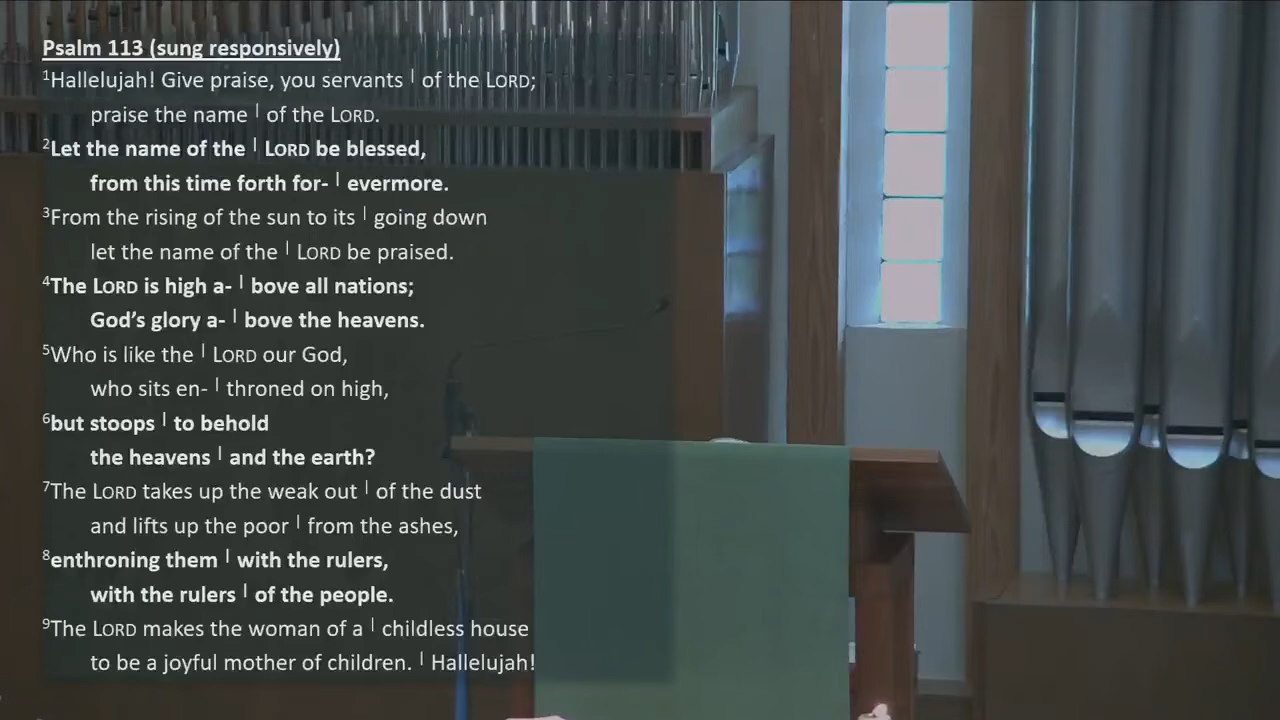 Psalm 113 (sung responsively)
¹Hallelujah! Give praise, you servants | of the LORD;
praise the name | of the LORD.
²Let the name of the | LORD be blessed,
from this time forth for- | evermore.
³From the rising of the sun to its | going down
let the name of the | LORD be praised.
⁴The LORD is high a- | bove all nations;
God’s glory a- | bove the heavens.
⁵Who is like the | LORD our God,
who sits en- | throned on high,
⁶but stoops | to behold
the heavens | and the earth?
⁷The LORD takes up the weak out | of the dust
and lifts up the poor | from the ashes,
⁸enthroning them | with the rulers,
with the rulers | of the people.
⁹The LORD makes the woman of a | childless house
to be a joyful mother of children. | Hallelujah!